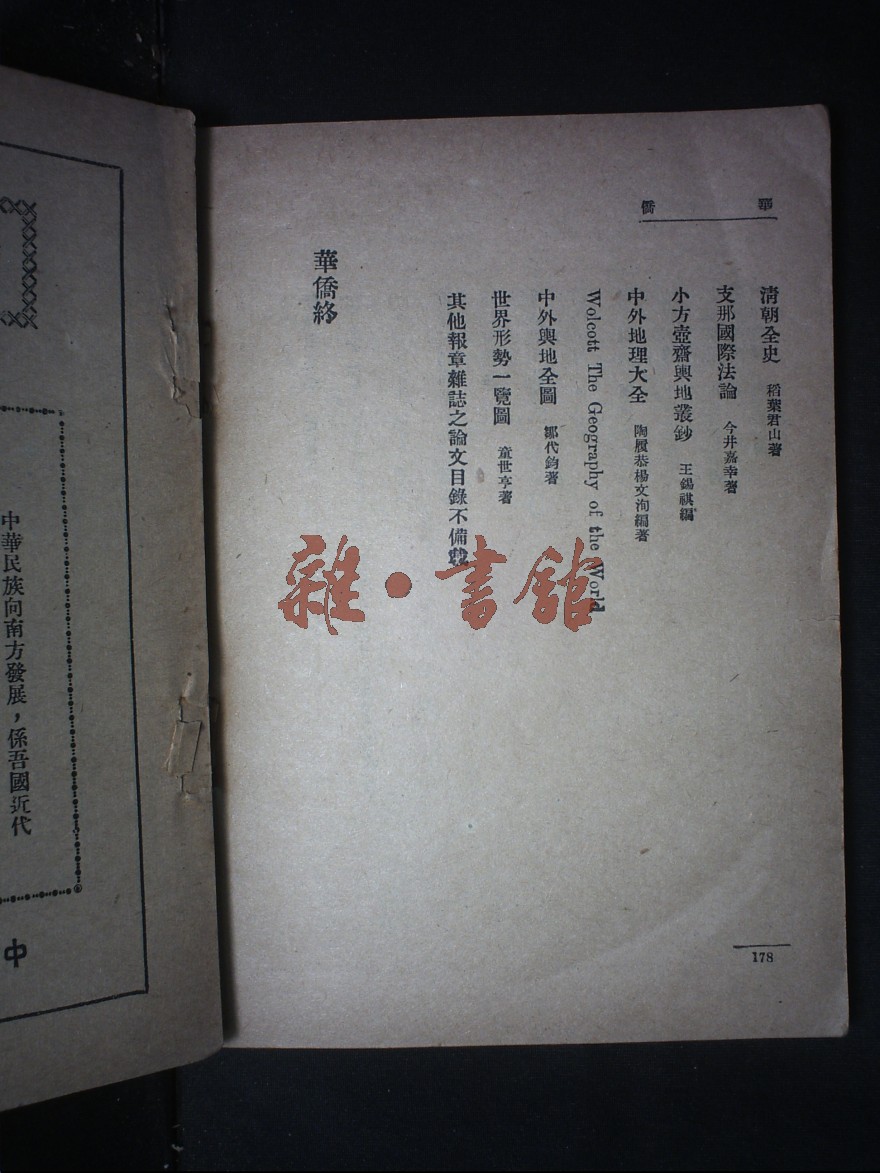 華僑
清朝全史 稻葉君山著
支那國際法論 今井嘉幸著
小方壺齋輿地叢鈔 王錫祺編
中外地理大全 陶履恭楊文洵編著
Wolcott The Geography of the World
中外輿地全圖 鄒代鈞著
世界形勢一覽圖 童世亨著
其他報章雜誌之論文目錄不備載
華僑終
178
中華民族向南方發展，係吾國近代
中
雜·書館